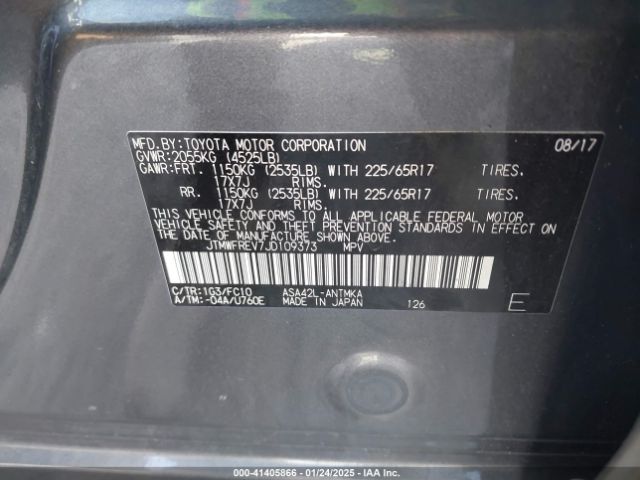 MFD.BY:TOYOTA MOTOR CORPORATION 08/17
GVWR:2055KG (4525LB)
GAWR:FRT. 1150KG (2535LB) WITH 225/65R17 TIRES.
17X7J RIMS.
RR. 1150KG (2535LB) WITH 225/65R17 TIRES.
17X7J RIMS.
THIS VEHICLE CONFORMS TO ALL APPLICABLE FEDERAL MOTOR
VEHICLE SAFETY AND THEFT PREVENTION STANDARDS IN EFFECT ON
THE DATE OF MANUFACTURE SHOWN ABOVE.
JTMWFREV7JD109373 MPV
C/TR:1G3/FC10 ASA42L-ANTMKA
A/TM:-04A/U760E MADE IN JAPAN 126 E
000-41405866 — 01/24/2025 — IAA Inc.